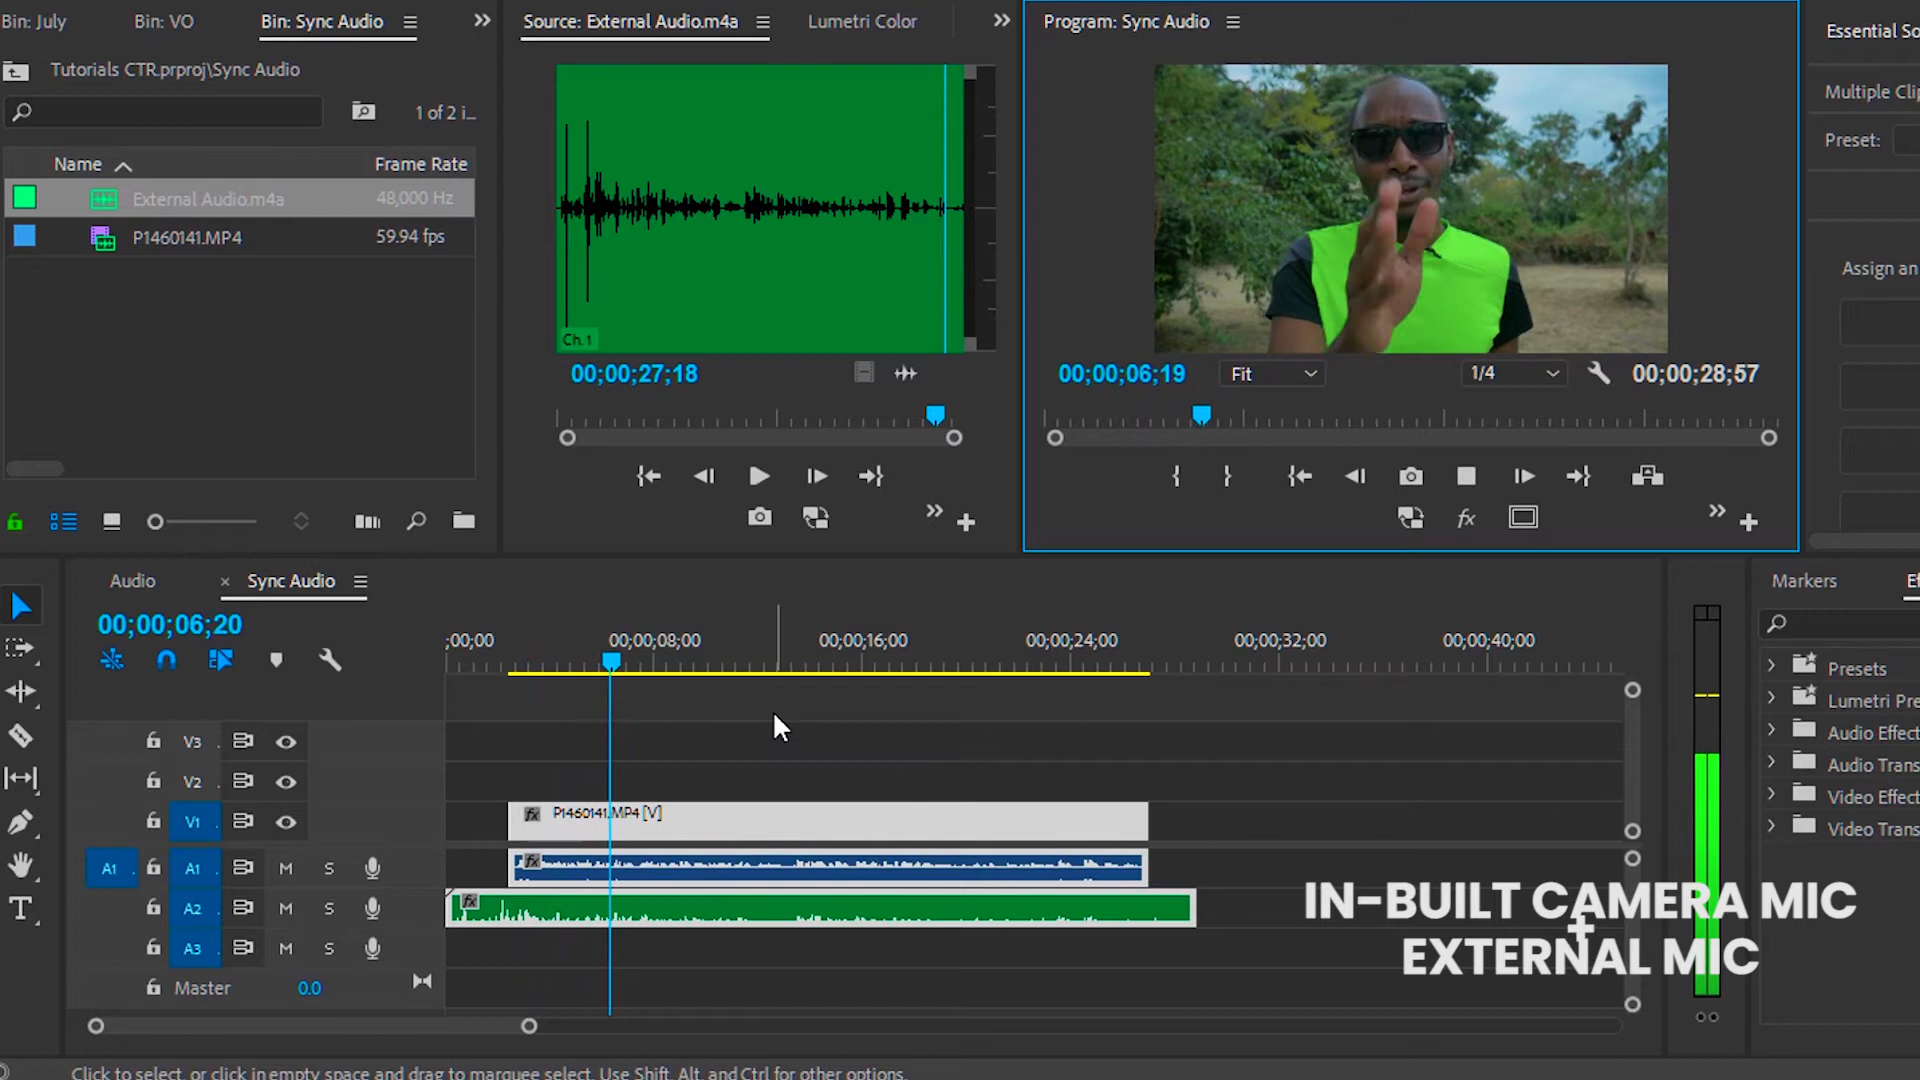 Bin: July
Bin: VO
Bin: Sync Audio
Source: External Audio.m4a
Lumetri Color
Program: Sync Audio
Essential So
Tutorials CTR.prproj\Sync Audio
1 of 2 i...
Name
Frame Rate
External Audio.m4a
48,000 Hz
P1460141.MP4
59.94 fps
Ch. 1
00;00;27;18
00;00;06;19
Fit
1/4
00;00;28;57
fx
Multiple Clip
Preset:
Assign an
Audio
× Sync Audio
00;00;06;20
;00;00
00;00;08;00
00;00;16;00
00;00;24;00
00;00;32;00
00;00;40;00
V3
V2
V1
fx P1460141.MP4 [V]
A1 A1 M S
fx
A2 M S
fx
A3 M S
Master 0.0
IN-BUILT CAMERA MIC
+
EXTERNAL MIC
Markers
Ef
Presets
Lumetri Pre
Audio Effect
Audio Trans
Video Effect
Video Trans
T
Click to select, or click in empty space and drag to marquee select. Use Shift, Alt, and Ctrl for other options.